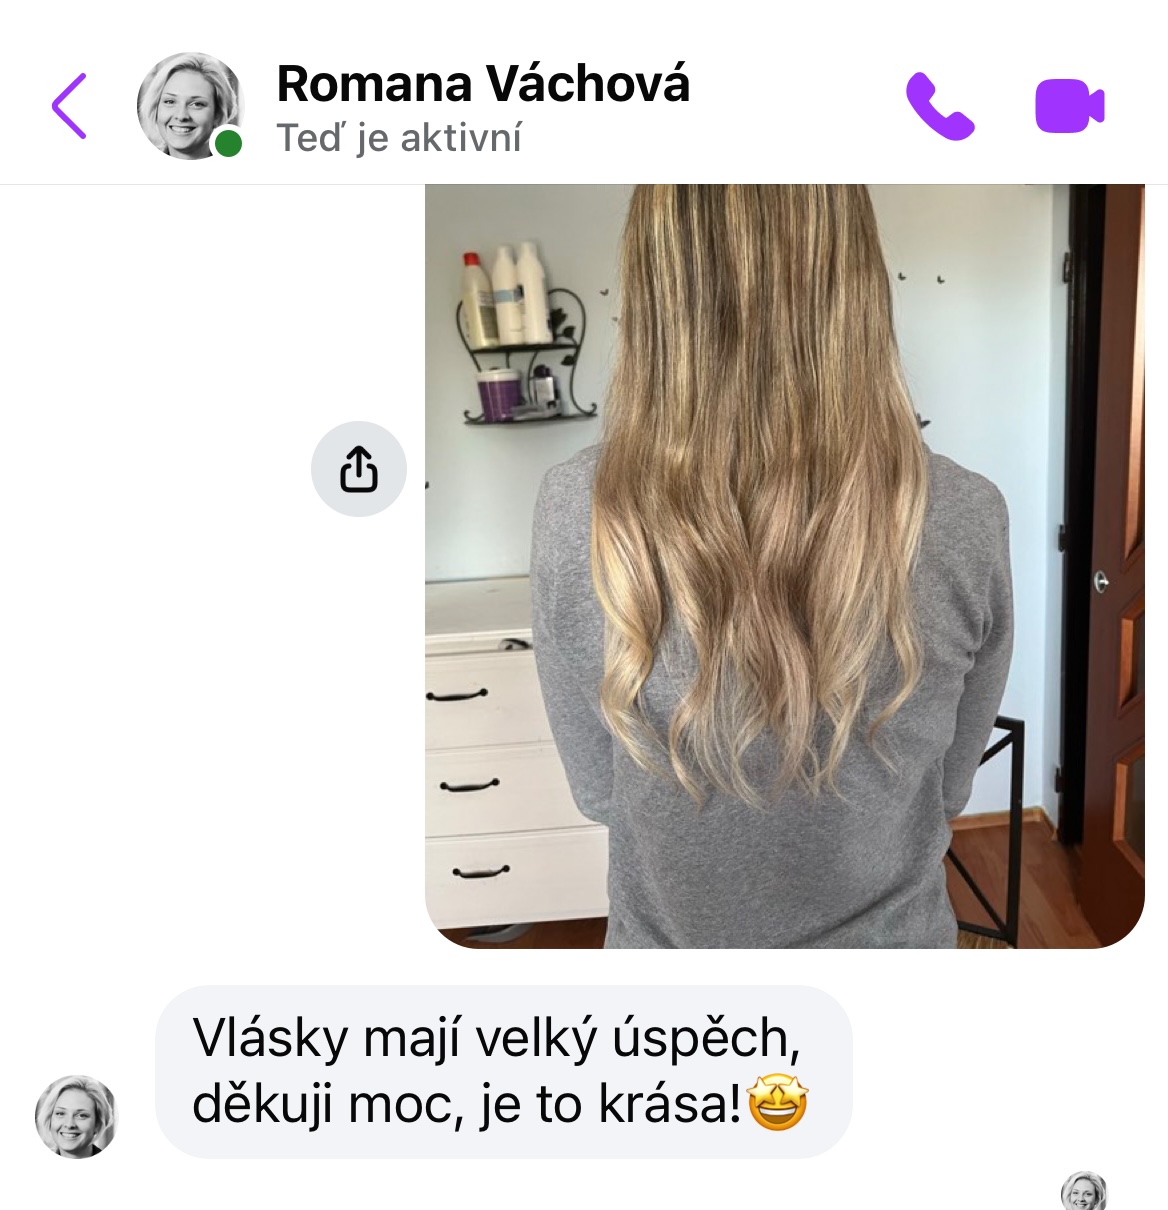 Romana Váchová
Teď je aktivní
Vlásky mají velký úspěch,
děkuji moc, je to krása!🤩